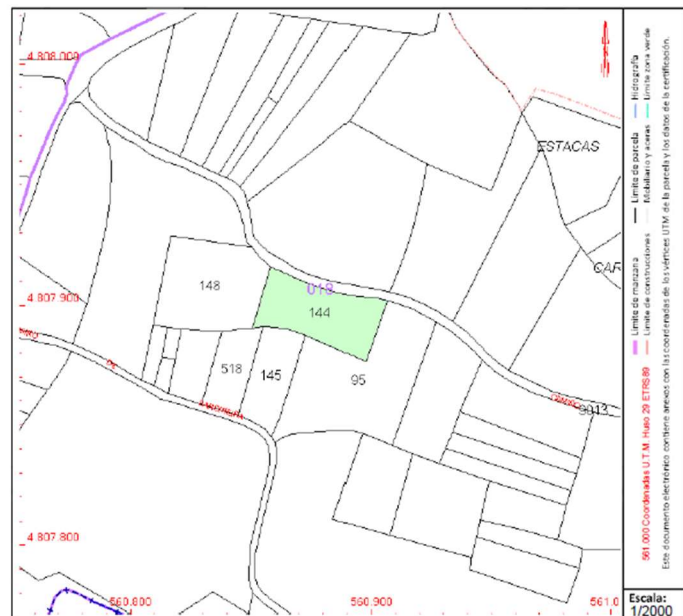 4.808.000
ESTACAS
CAR
4.807.900
018
148
144
518
145
95
9013
4.807.800
560.800
560.900
561.0
Hidrografía
Límite zona verde
Límite de parcela
Mobiliario y aceras
Límite de manzana
Límite de construcciones
561.000 Coordenadas U.T.M. Huso 29 ETRS89
Este documento electrónico contiene anexos con las coordenadas de los vértices UTM de la parcela y los datos de la certificación.
Escala:
1/2000